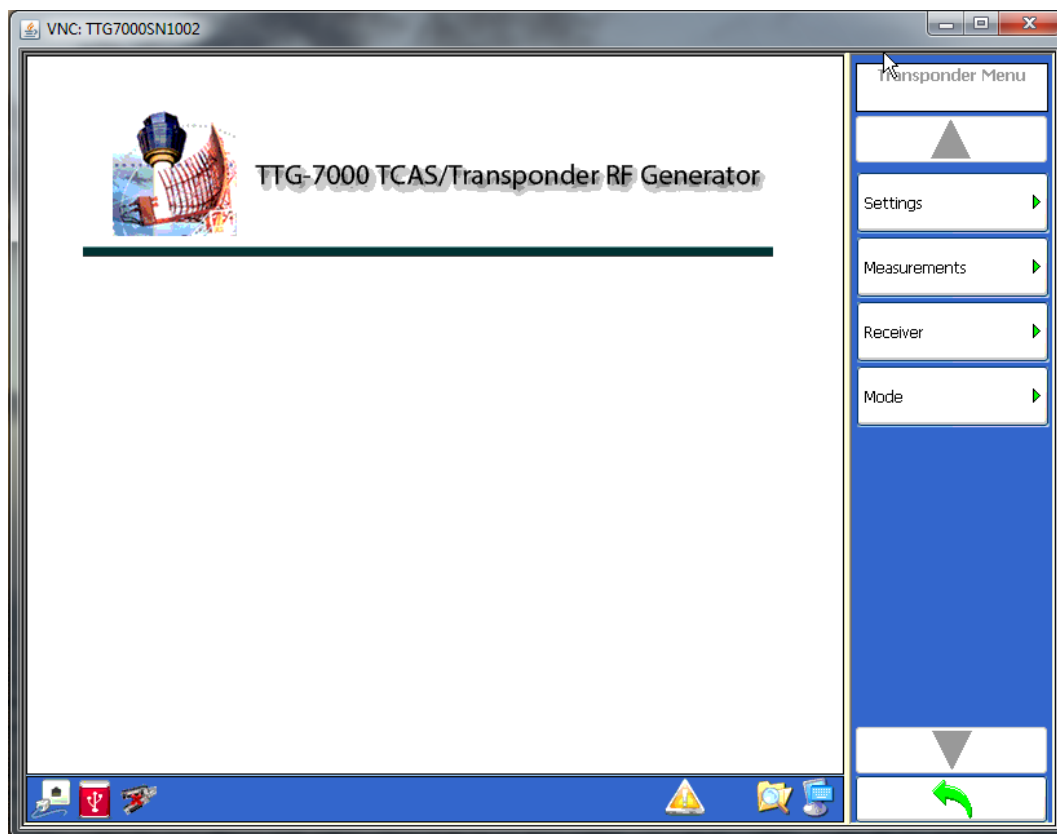 VNC: TTG7000SN1002
Transponder Menu
TTG-7000 TCAS/Transponder RF Generator
Settings
Measurements
Receiver
Mode